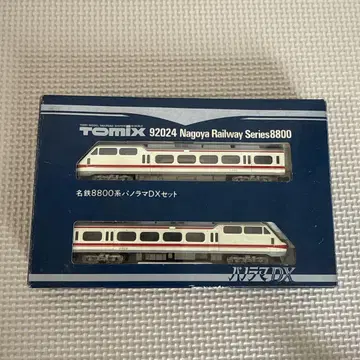 TOMIX 92024 Nagoya Railway Series8800
名鉄8800系パノラマDXセット
パノラマDX